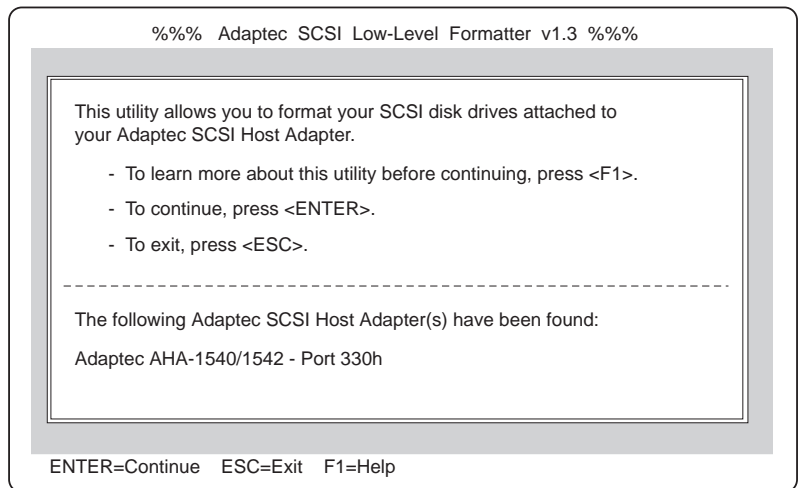 %%% Adaptec SCSI Low-Level Formatter v1.3 %%%
This utility allows you to format your SCSI disk drives attached to
your Adaptec SCSI Host Adapter.
- To learn more about this utility before continuing, press <F1>.
- To continue, press <ENTER>.
- To exit, press <ESC>.
The following Adaptec SCSI Host Adapter(s) have been found:
Adaptec AHA-1540/1542 - Port 330h
ENTER=Continue ESC=Exit F1=Help